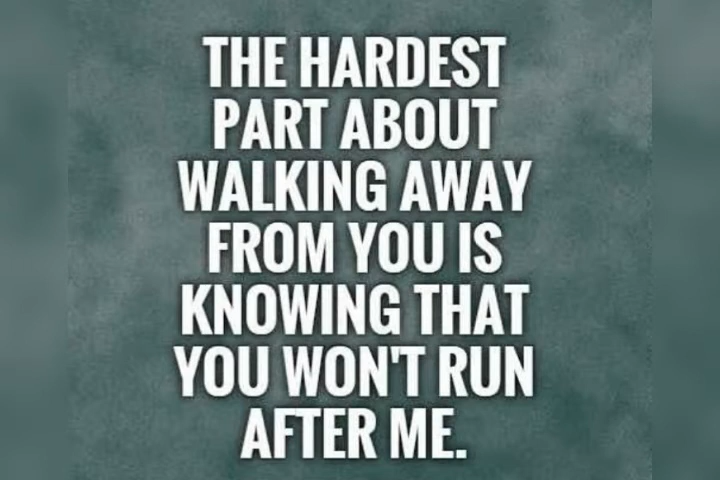 THE HARDEST
PART ABOUT
WALKING AWAY
FROM YOU IS
KNOWING THAT
YOU WON'T RUN
AFTER ME.